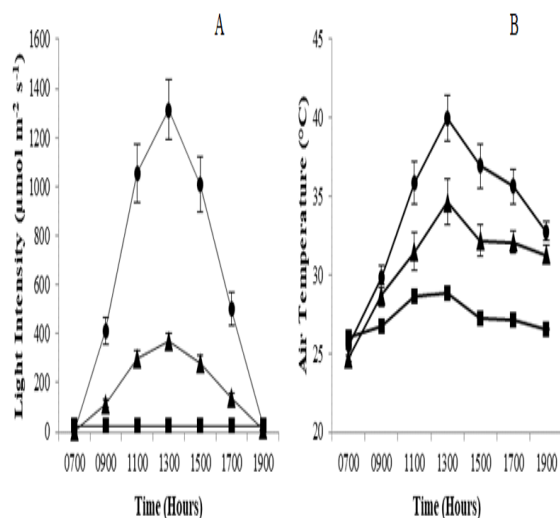 A
Light Intensity (µmol m⁻² s⁻¹)
1600
1400
1200
1000
800
600
400
200
0
0700 0900 1100 1300 1500 1700 1900
Time (Hours)
B
Air Temperature (°C)
45
40
35
30
25
20
0700 0900 1100 1300 1500 1700 1900
Time (Hours)